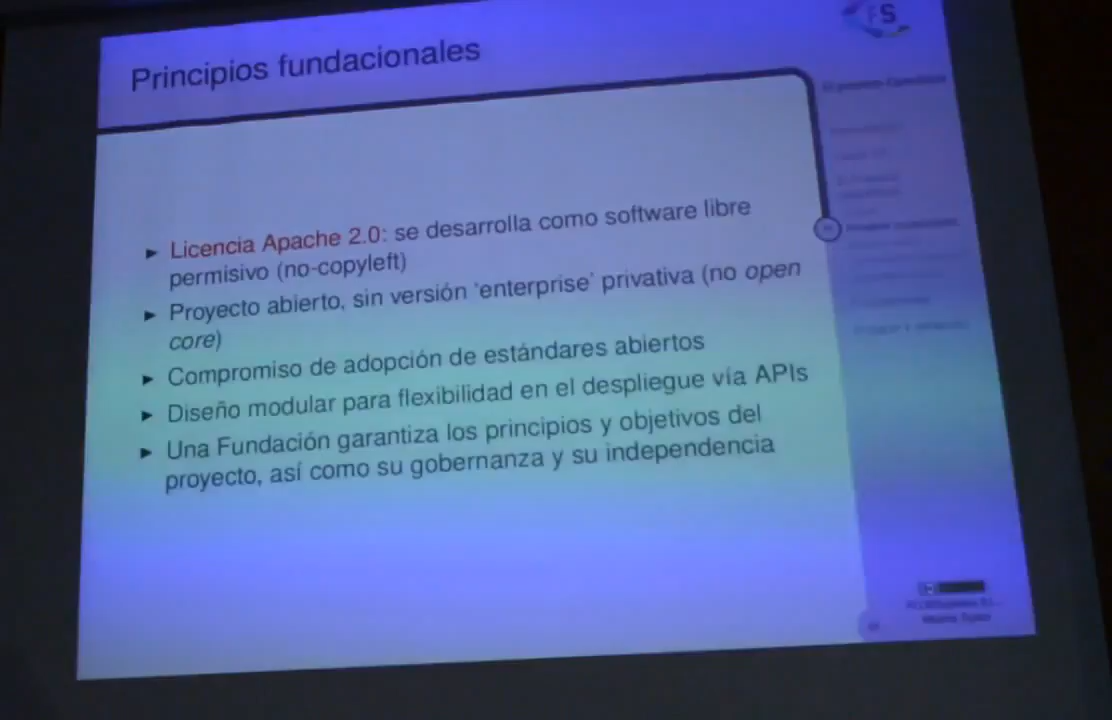 Principios fundacionales
► Licencia Apache 2.0: se desarrolla como software libre
permisivo (no-copyleft)
► Proyecto abierto, sin versión 'enterprise' privativa (no open
core)
► Compromiso de adopción de estándares abiertos
► Diseño modular para flexibilidad en el despliegue vía APIs
► Una Fundación garantiza los principios y objetivos del
proyecto, así como su gobernanza y su independencia